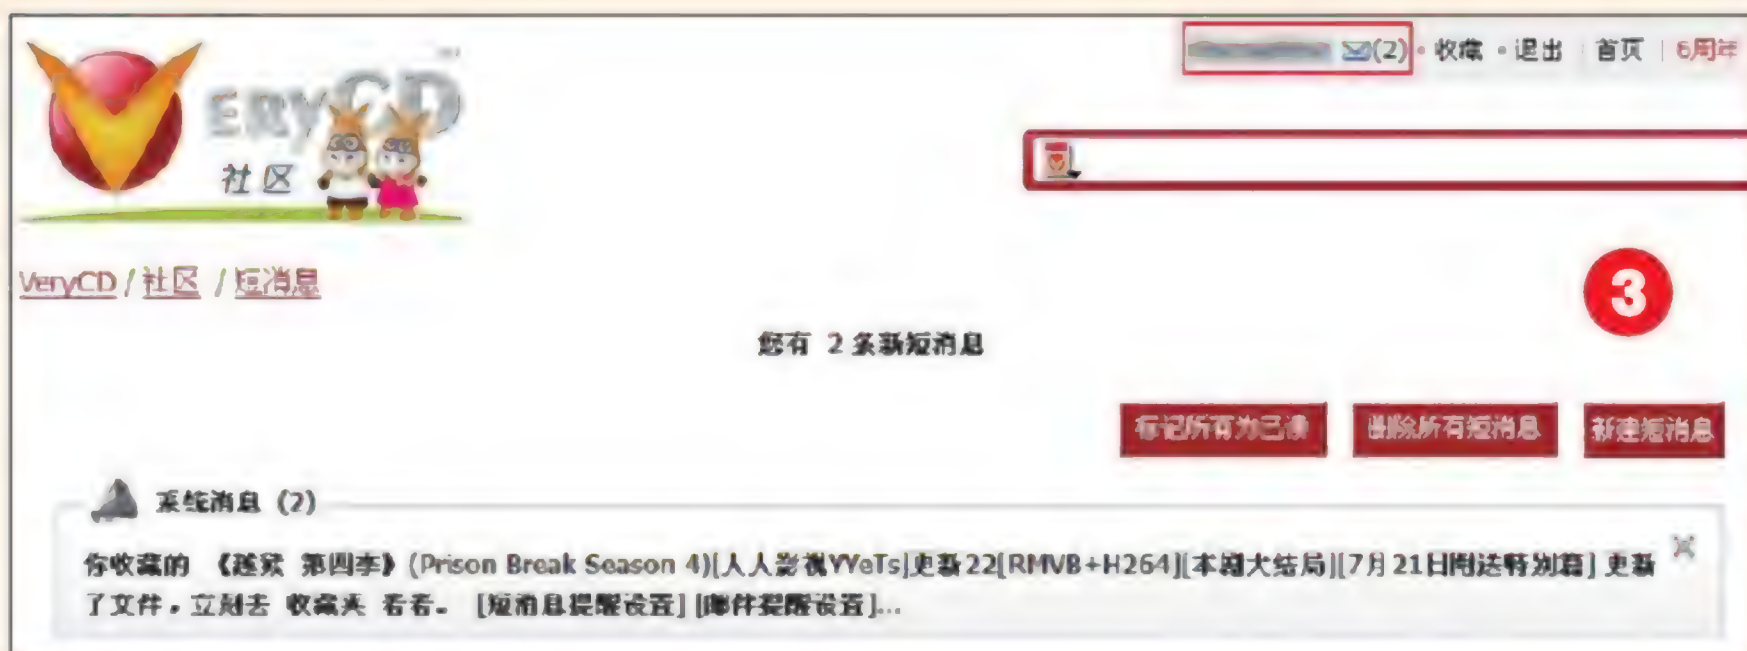 (2) 收藏 退出 | 首页 | 6周年
VERYCD
社区
VeryCD / 社区 / 短消息
3
您有 2 条新短消息
标记所有为已读 删除所有短消息 新建短消息
系统消息 (2)
你收藏的 《越狱 第四季》(Prison Break Season 4)[人人影视YYeTs]更新22[RMVB+H264][本期大结局][7月21日附送特别篇] 更新
了文件。立刻去 收藏夹 看看。 [短消息提醒设置] [邮件提醒设置]...